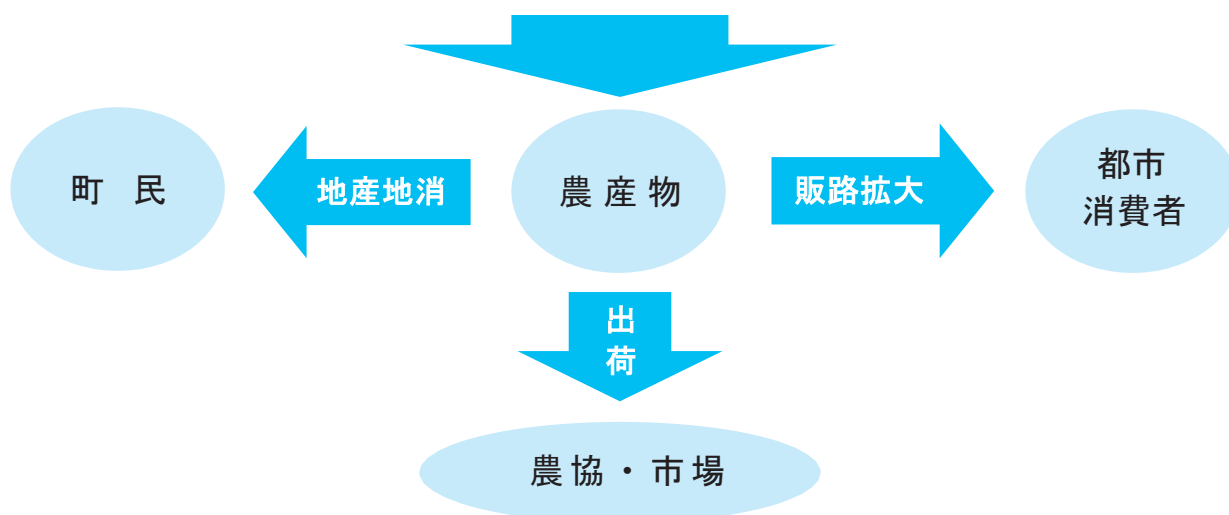 町民
地産地消
農産物
販路拡大
都市
消費者
出
荷
農協・市場